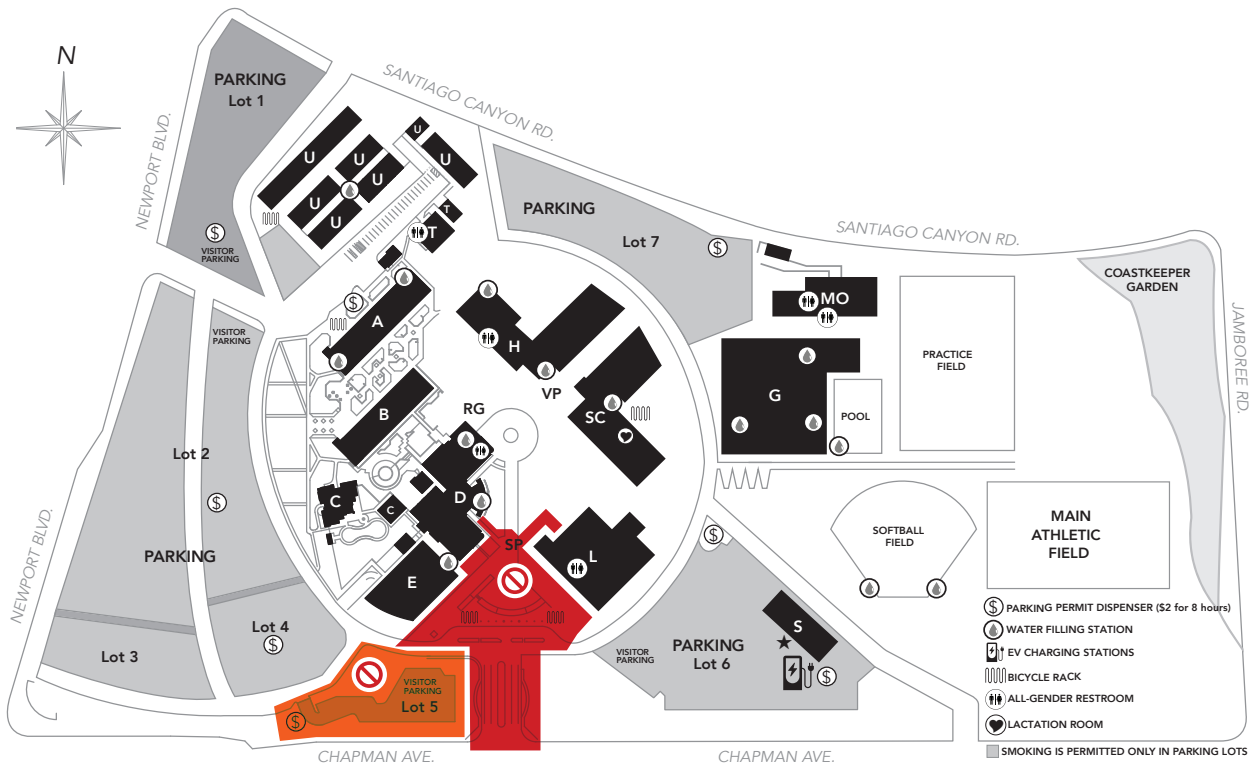 N
PARKING
Lot 1
$
VISITOR
PARKING
NEWPORT BLVD.
SANTIAGO CANYON RD.
U
U
U
U
U
U
U
U
T
T
PARKING
Lot 7
$
SANTIAGO CANYON RD.
COASTKEEPER
GARDEN
JAMBOREE RD.
MO
PRACTICE
FIELD
G
POOL
VISITOR
PARKING
$
A
B
H
VP
RG
SC
Lot 2
$
C
C
D
SP
L
E
PARKING
NEWPORT BLVD.
Lot 3
Lot 4
$
VISITOR
PARKING
Lot 5
$
CHAPMAN AVE.
$
VISITOR
PARKING
PARKING
Lot 6
S
$
CHAPMAN AVE.
SOFTBALL
FIELD
MAIN
ATHLETIC
FIELD
$ PARKING PERMIT DISPENSER ($2 for 8 hours)
WATER FILLING STATION
EV CHARGING STATIONS
BICYCLE RACK
ALL-GENDER RESTROOM
LACTATION ROOM
SMOKING IS PERMITTED ONLY IN PARKING LOTS